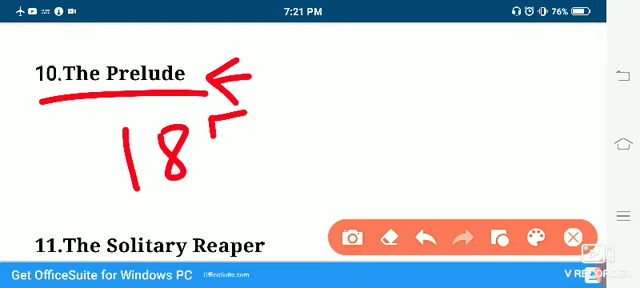 7:21 PM 76%
10.The Prelude
18
11.The Solitary Reaper
Get OfficeSuite for Windows PC OfficeSuite.com
V RECORDER